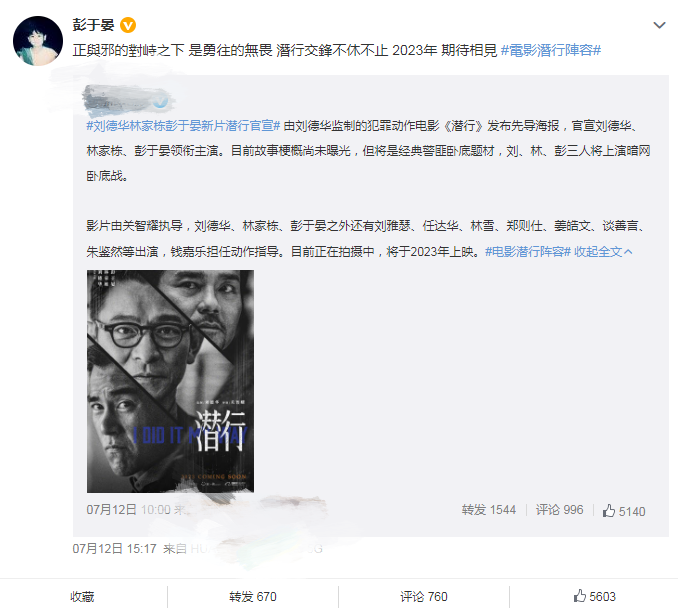 彭于晏
正與邪的對峙之下 是勇往的無畏 潛行交鋒不休不止 2023年 期待相見 #電影潛行陣容#
#刘德华林家栋彭于晏新片潜行官宣# 由刘德华监制的犯罪动作电影《潜行》发布先导海报，官宣刘德华、
林家栋、彭于晏领衔主演。目前故事梗概尚未曝光，但将是经典警匪卧底题材，刘、林、彭三人将上演暗网
卧底战。
影片由关智耀执导，刘德华、林家栋、彭于晏之外还有刘雅瑟、任达华、林雪、郑则仕、姜皓文、谈善言、
朱鉴然等出演，钱嘉乐担任动作指导。目前正在拍摄中，将于2023年上映。#电影潜行阵容# 收起全文
潜行
I DID IT MY WAY
07月12日 10:00 来
转发 1544 评论 996 5140
07月12日 15:17 来自
收藏 转发 670 评论 760 5603